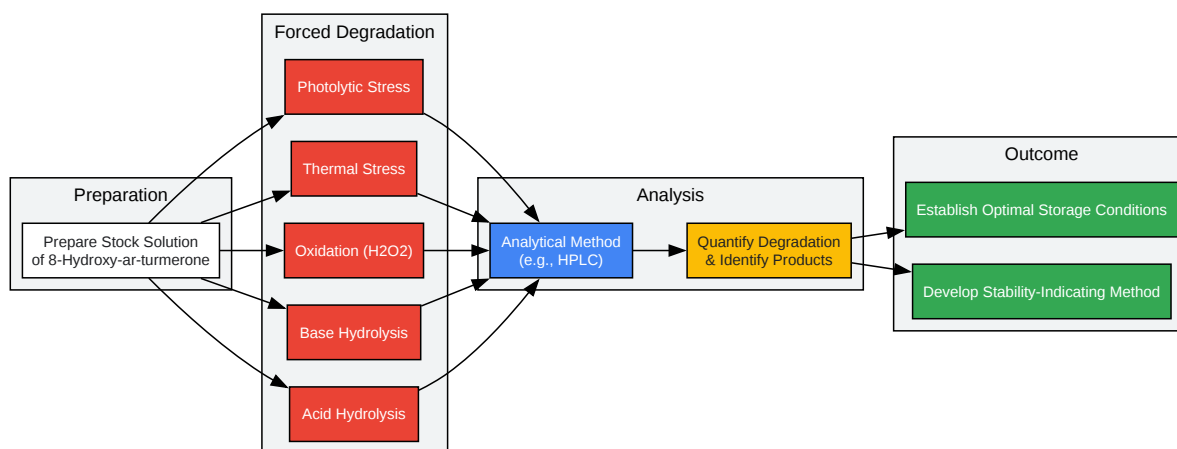 Forced Degradation
Photolytic Stress
Thermal Stress
Oxidation (H2O2)
Base Hydrolysis
Acid Hydrolysis
Preparation
Prepare Stock Solution
of 8-Hydroxy-ar-turmerone
Analysis
Analytical Method
(e.g., HPLC)
Quantify Degradation
& Identify Products
Outcome
Establish Optimal Storage Conditions
Develop Stability-Indicating Method